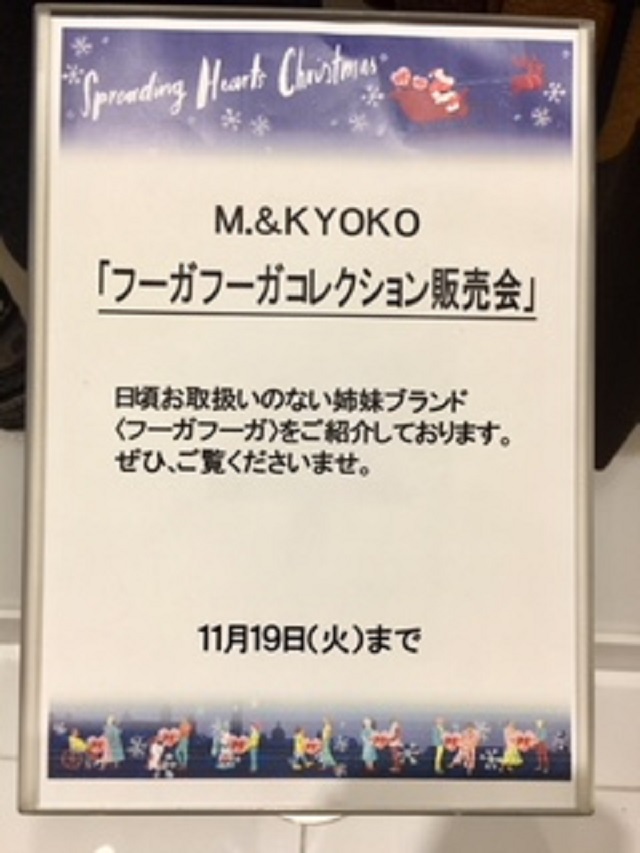 Spreading Hearts Christmas
M.&KYOKO
「フーガフーガコレクション販売会」
日頃お取扱いのない姉妹ブランド
〈フーガフーガ〉をご紹介しております。
ぜひ、ご覧くださいませ。
11月19日(火)まで